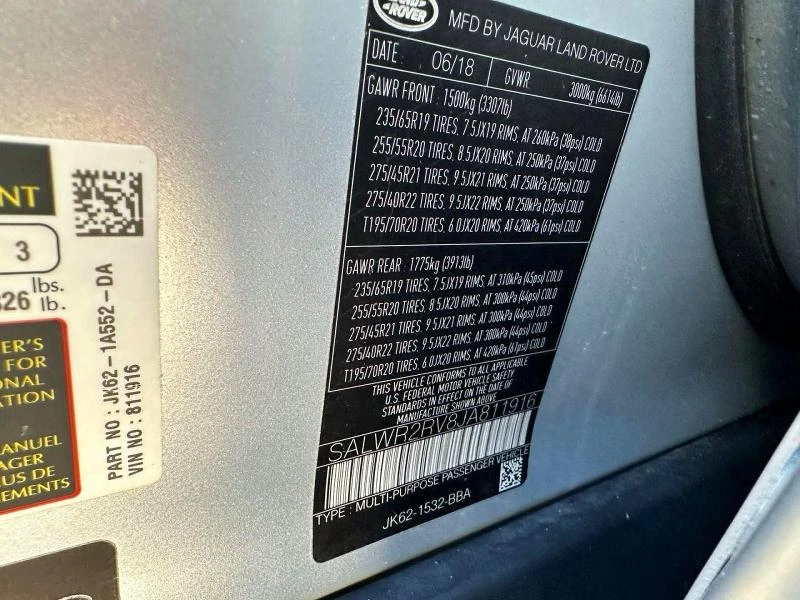 LAND
ROVER
MFD BY JAGUAR LAND ROVER LTD
DATE 06/18 GVWR 3000kg (6614lb)
GAWR FRONT : 1500kg (3307lb)
235/65R19 TIRES, 7.5JX19 RIMS, AT 260kPa (38psi) COLD
255/55R20 TIRES, 8.5JX20 RIMS, AT 250kPa (37psi) COLD
275/45R21 TIRES, 9.5JX21 RIMS, AT 250kPa (37psi) COLD
275/40R22 TIRES, 9.5JX22 RIMS, AT 250kPa (37psi) COLD
T195/70R20 TIRES, 6.0JX20 RIMS, AT 420kPa (61psi) COLD
GAWR REAR : 1775kg (3913lb)
235/65R19 TIRES, 7.5JX19 RIMS, AT 310kPa (45psi) COLD
255/55R20 TIRES, 8.5JX20 RIMS, AT 300kPa (44psi) COLD
275/45R21 TIRES, 9.5JX21 RIMS, AT 300kPa (44psi) COLD
275/40R22 TIRES, 9.5JX22 RIMS, AT 300kPa (44psi) COLD
T195/70R20 TIRES, 6.0JX20 RIMS, AT 420kPa (61psi) COLD
THIS VEHICLE CONFORMS TO ALL APPLICABLE
U.S. FEDERAL MOTOR VEHICLE SAFETY
STANDARDS IN EFFECT ON THE DATE OF
MANUFACTURE SHOWN ABOVE
SALWR2RV8JA811916
TYPE : MULTI-PURPOSE PASSENGER VEHICLE
JK62-1532-BBA
NT
3
lbs.
826 lb.
ER'S
FOR
ONAL
ATION
MANUEL
AGER
LUS DE
EMENTS
PART NO : JK62-1A552-DA
VIN NO : 811916